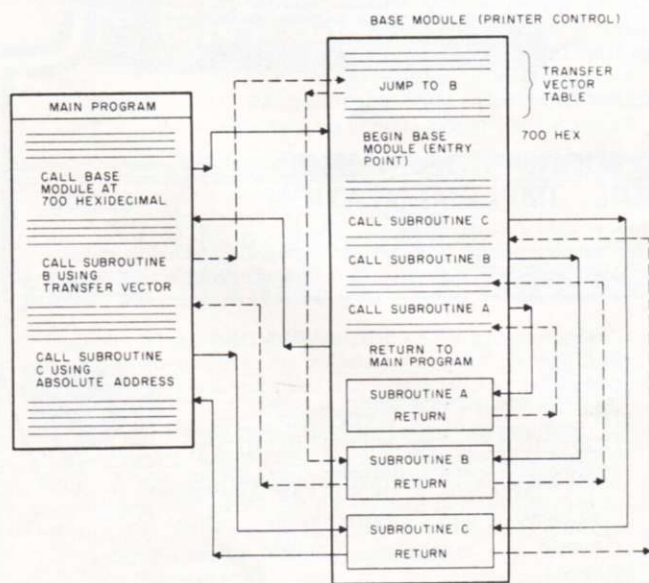 BASE MODULE (PRINTER CONTROL)
JUMP TO B
TRANSFER
VECTOR
TABLE
MAIN PROGRAM
BEGIN BASE
MODULE (ENTRY
POINT)
700 HEX
CALL BASE
MODULE AT
700 HEXIDECIMAL
CALL SUBROUTINE C
CALL SUBROUTINE
B USING
TRANSFER VECTOR
CALL SUBROUTINE B
CALL SUBROUTINE A
CALL SUBROUTINE
C USING
ABSOLUTE ADDRESS
RETURN TO
MAIN PROGRAM
SUBROUTINE A
RETURN
SUBROUTINE B
RETURN
SUBROUTINE C
RETURN